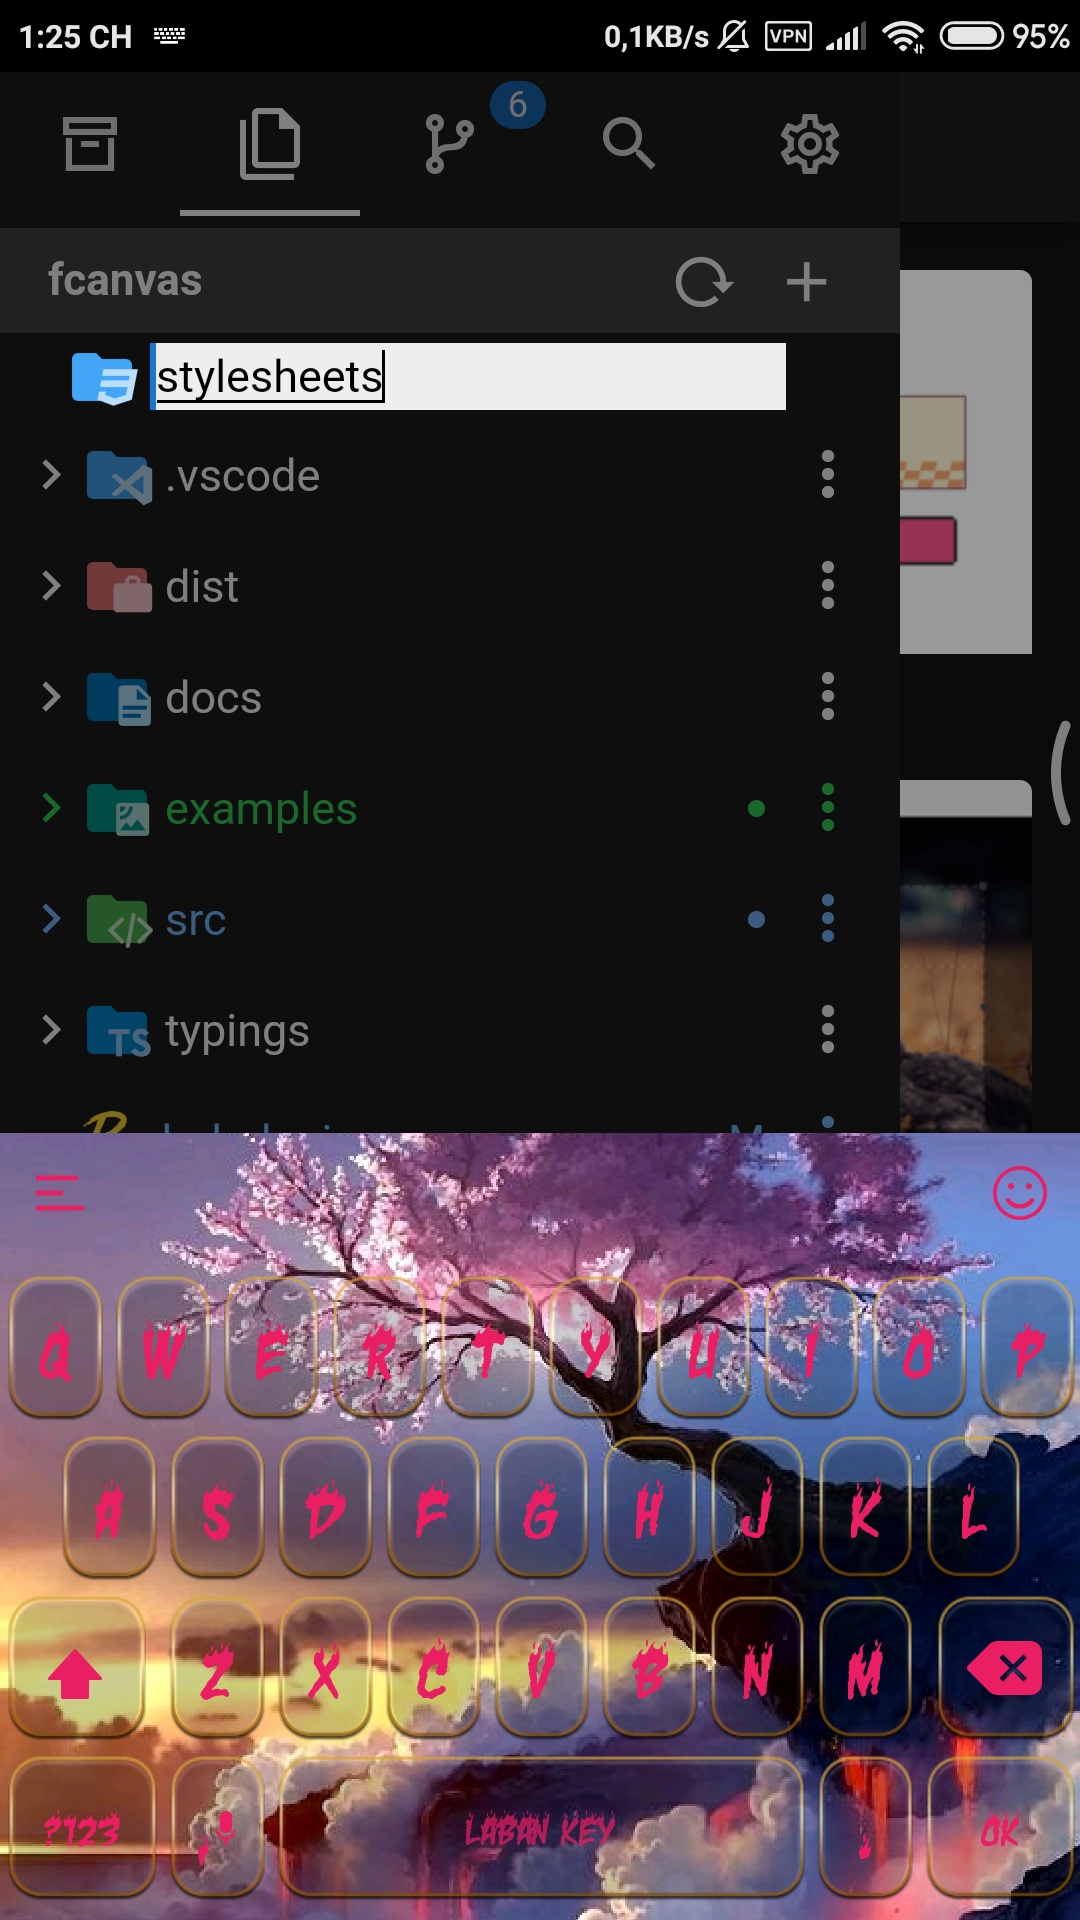 1:25 CH 0,1KB/s VPN 95%
6
fcanvas
stylesheets
.vscode
dist
docs
examples
src
TS typings
M
Q W E R T Y U I O P
A S D F G H J K L
Z X C V B N M
?123 , LABAN KEY . OK